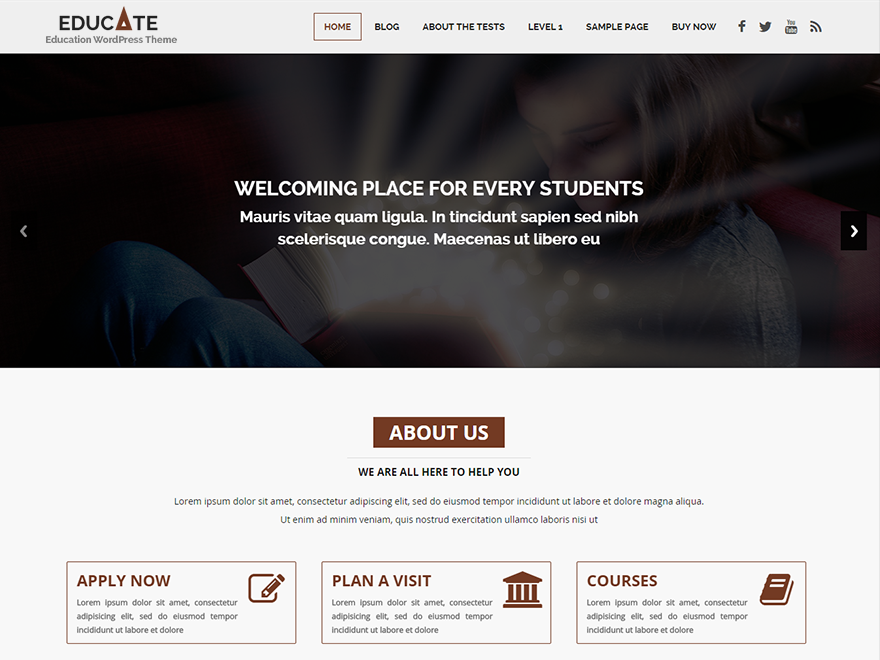 EDUCATE
Education WordPress Theme
HOME BLOG ABOUT THE TESTS LEVEL 1 SAMPLE PAGE BUY NOW You Tube
WELCOMING PLACE FOR EVERY STUDENTS
Mauris vitae quam ligula. In tincidunt sapien sed nibh
scelerisque congue. Maecenas ut libero eu
ABOUT US
WE ARE ALL HERE TO HELP YOU
Lorem ipsum dolor sit amet, consectetur adipiscing elit, sed do eiusmod tempor incididunt ut labore et dolore magna aliqua.
Ut enim ad minim veniam, quis nostrud exercitation ullamco laboris nisi ut
APPLY NOW
Lorem ipsum dolor sit amet, consectetur
adipiscing elit, sed do eiusmod tempor
incididunt ut labore et dolore
PLAN A VISIT
Lorem ipsum dolor sit amet, consectetur
adipiscing elit, sed do eiusmod tempor
incididunt ut labore et dolore
COURSES
Lorem ipsum dolor sit amet, consectetur
adipiscing elit, sed do eiusmod tempor
incididunt ut labore et dolore